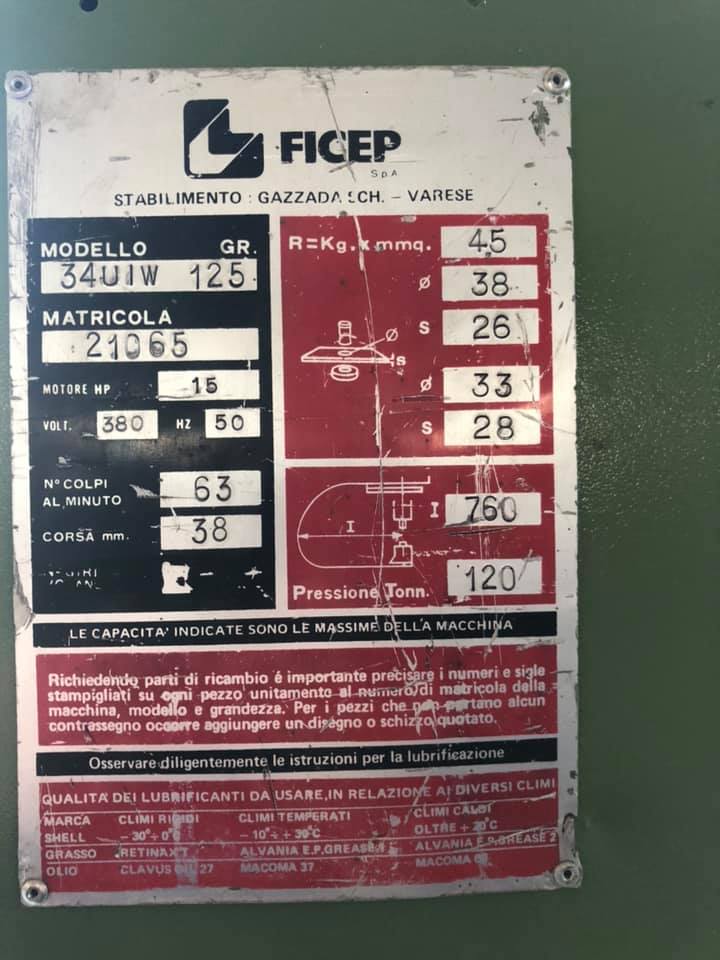 FICEP
SpA
STABILIMENTO : GAZZADA SCH. – VARESE
MODELLO GR.
34UIW 125
MATRICOLA
21065
MOTORE HP 15
VOLT. 380 HZ 50
N° COLPI
AL MINUTO 63
CORSA mm. 38
R=Kg. x mmq. 45
Ø 38
S 26
Ø S
Ø 33
S 28
I I 760
Pressione Tonn. 120
LE CAPACITA' INDICATE SONO LE MASSIME DELLA MACCHINA
Richiedendo parti di ricambio é importante precisare i numeri e sigle
stampigliati su ogni pezzo unitamento al numero di matricola della
macchina, modello e grandezza. Per i pezzi che non portano alcun
contrassegno occorre aggiungere un disegno o schizzo quotato.
Osservare diligentemente le istruzioni per la lubrificazione
QUALITA' DEI LUBRIFICANTI DA USARE, IN RELAZIONE AI DIVERSI CLIMI
MARCA CLIMI RIGIDI CLIMI TEMPERATI CLIMI CALDI
SHELL – 30°÷0°C – 10°÷+ 30°C OLTRE + 30°C
GRASSO RETINAX ALVANIA E.P. GREASE 1 ALVANIA E.P. GREASE 2
OLIO CLAVUS OIL 27 MACOMA 37 MACOMA